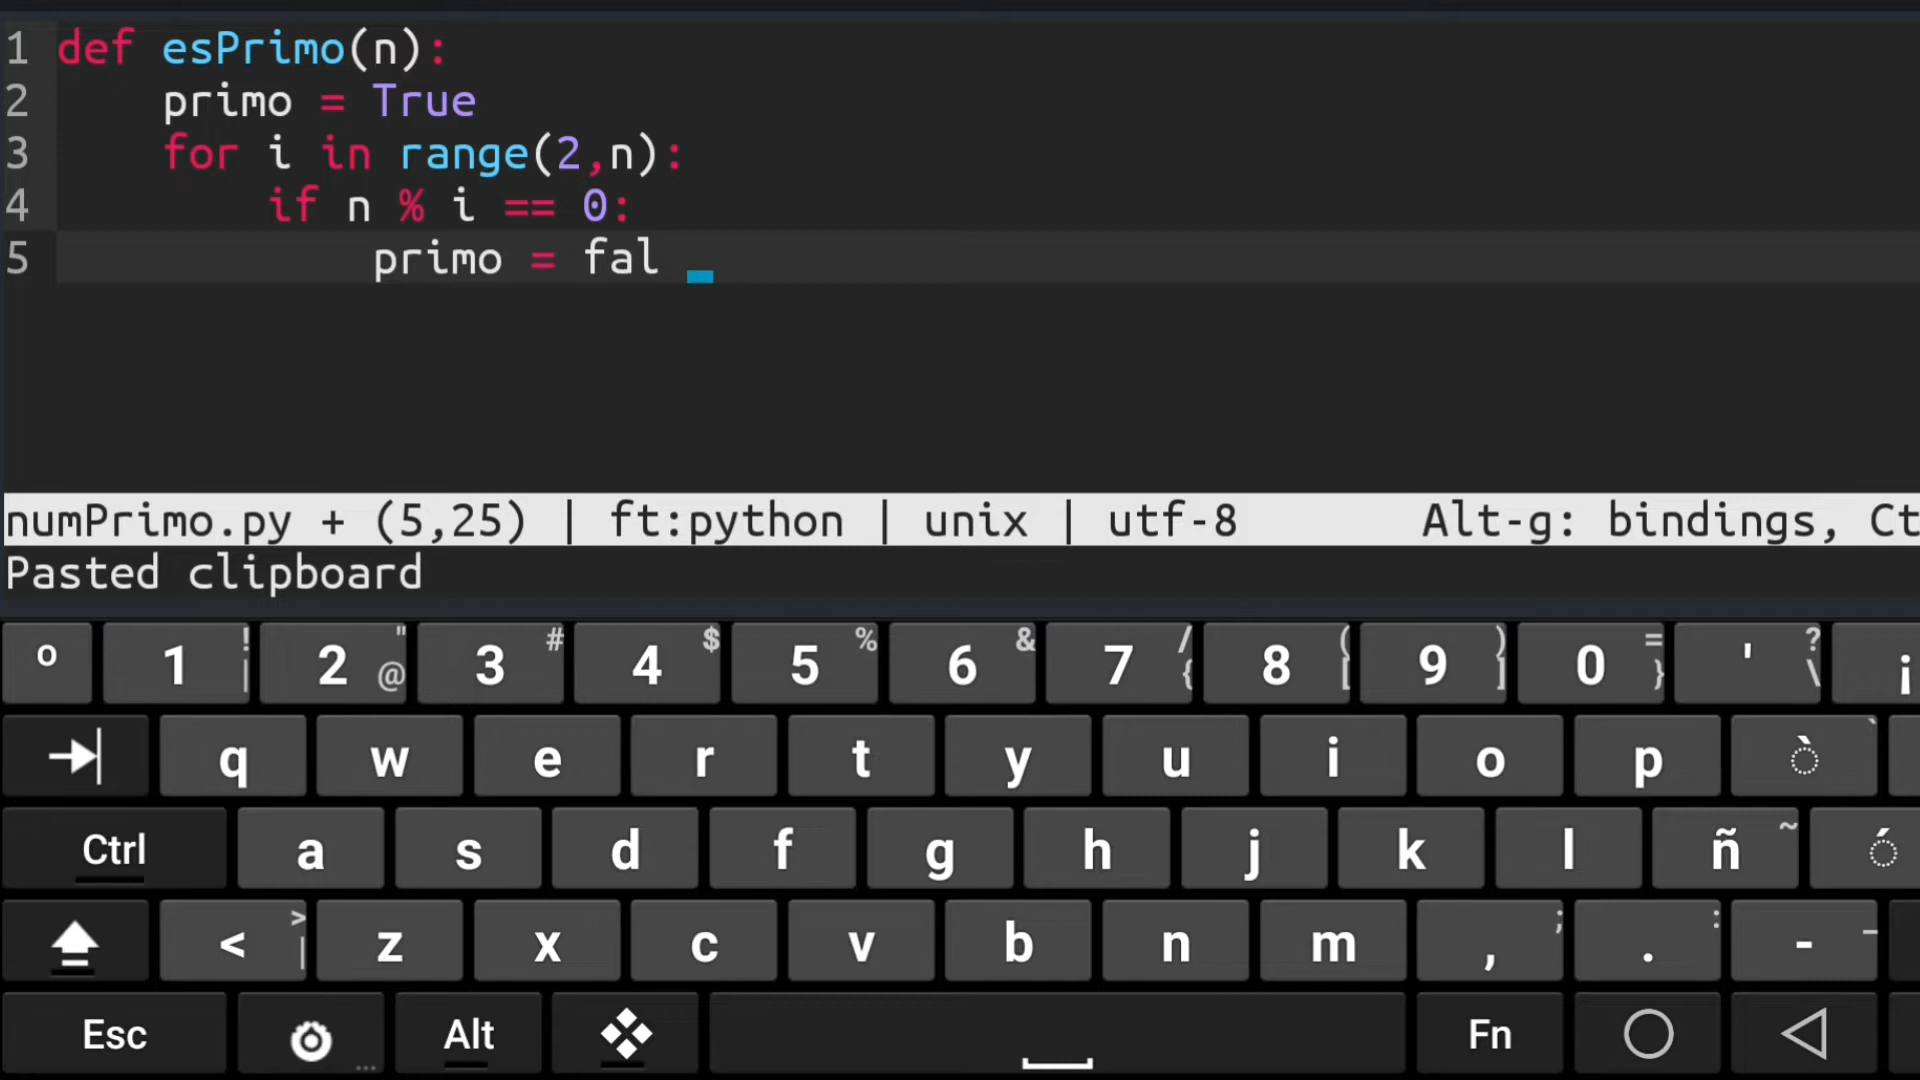 1 def esPrimo(n):
2 primo = True
3 for i in range(2,n):
4 if n % i == 0:
5 primo = fal
numPrimo.py + (5,25) | ft:python | unix | utf-8 Alt-g: bindings, Ct
Pasted clipboard
º 1 ! | 2 " @ 3 # 4 $ 5 % 6 & 7 / { 8 ( [ 9 ) ] 0 = } ' ? \ ¡
q w e r t y u i o p `
Ctrl a s d f g h j k l ñ ~ ´
< > | z x c v b n m , ; . : - _
Esc Alt Fn